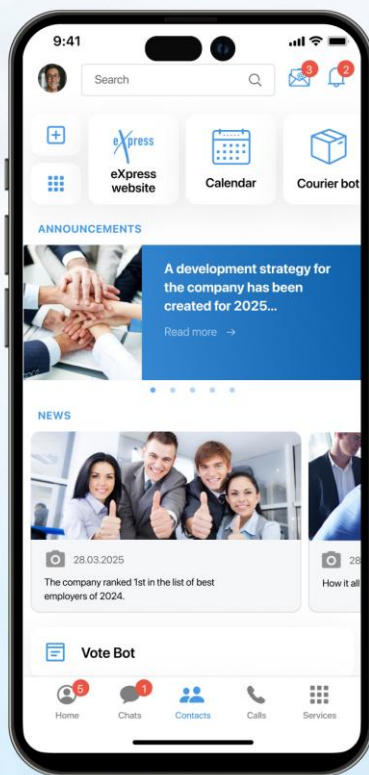 9:41
Search
3
2
eXpress
eXpress
website
Calendar
Courier bot
ANNOUNCEMENTS
A development strategy for
the company has been
created for 2025...
Read more →
NEWS
28.03.2025
The company ranked 1st in the list of best
employers of 2024.
28
How it all
Vote Bot
5
1
Home
Chats
Contacts
Calls
Services